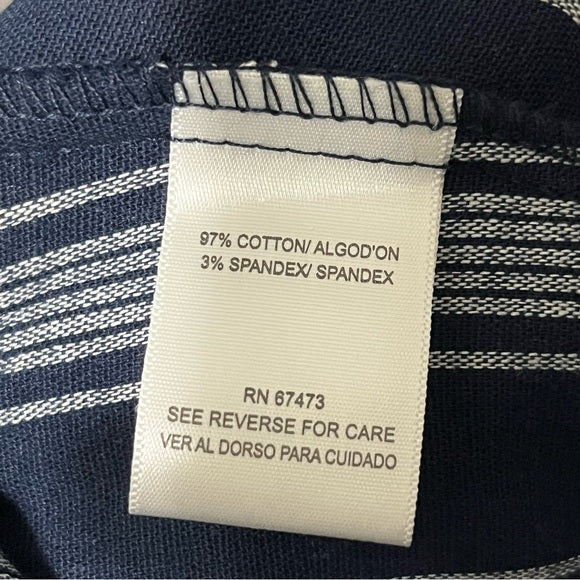 97% COTTON/ ALGOD'ON
3% SPANDEX/ SPANDEX
RN 67473
SEE REVERSE FOR CARE
VER AL DORSO PARA CUIDADO